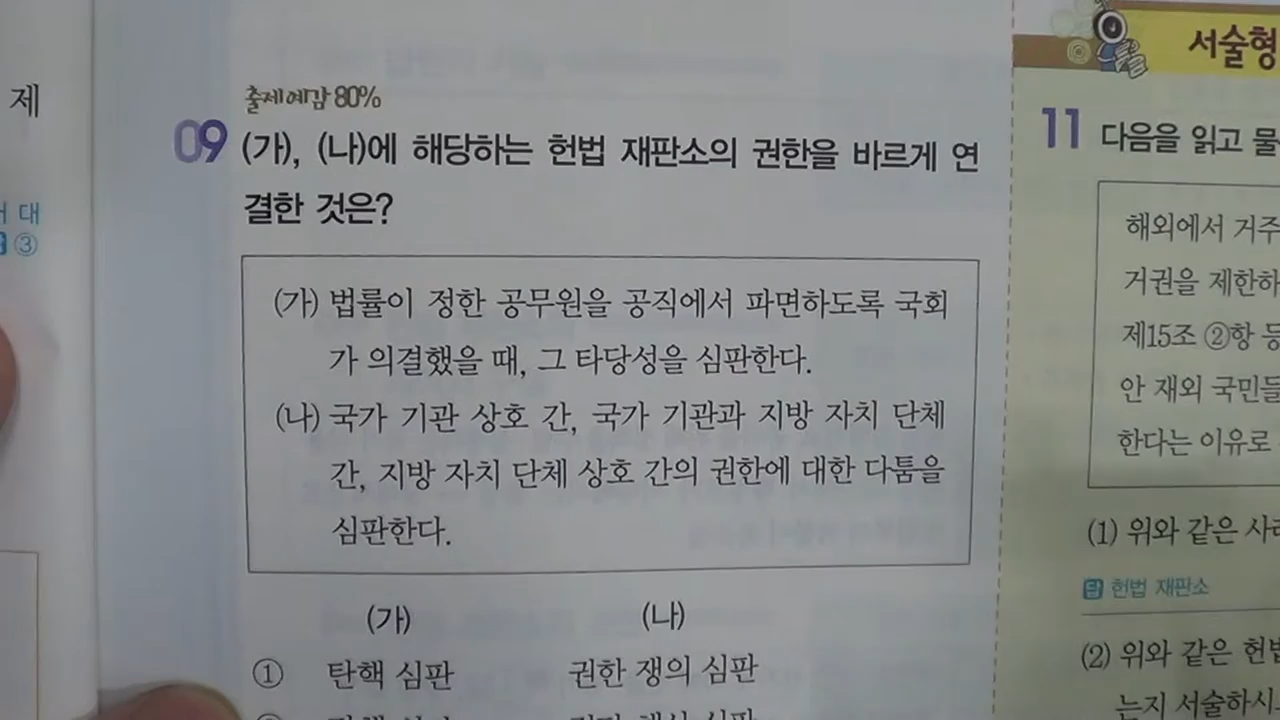 제
대
③
출제예감 80%
09 (가), (나)에 해당하는 헌법 재판소의 권한을 바르게 연
결한 것은?
(가) 법률이 정한 공무원을 공직에서 파면하도록 국회
가 의결했을 때, 그 타당성을 심판한다.
(나) 국가 기관 상호 간, 국가 기관과 지방 자치 단체
간, 지방 자치 단체 상호 간의 권한에 대한 다툼을
심판한다.
(가) (나)
① 탄핵 심판 권한 쟁의 심판
서술형
11 다음을 읽고 물
해외에서 거주
거권을 제한하
제15조 ②항 등
안 재외 국민들
한다는 이유로
(1) 위와 같은 사
답 헌법 재판소
(2) 위와 같은 헌법
는지 서술하시